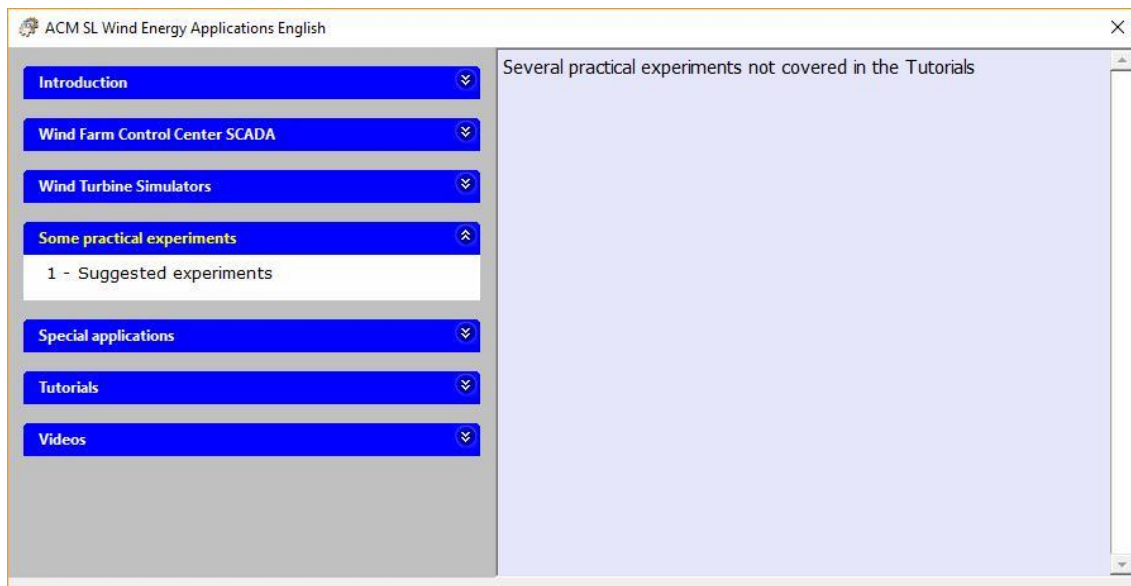 ACM SL Wind Energy Applications English
Introduction
Wind Farm Control Center SCADA
Wind Turbine Simulators
Some practical experiments
1 - Suggested experiments
Special applications
Tutorials
Videos
Several practical experiments not covered in the Tutorials